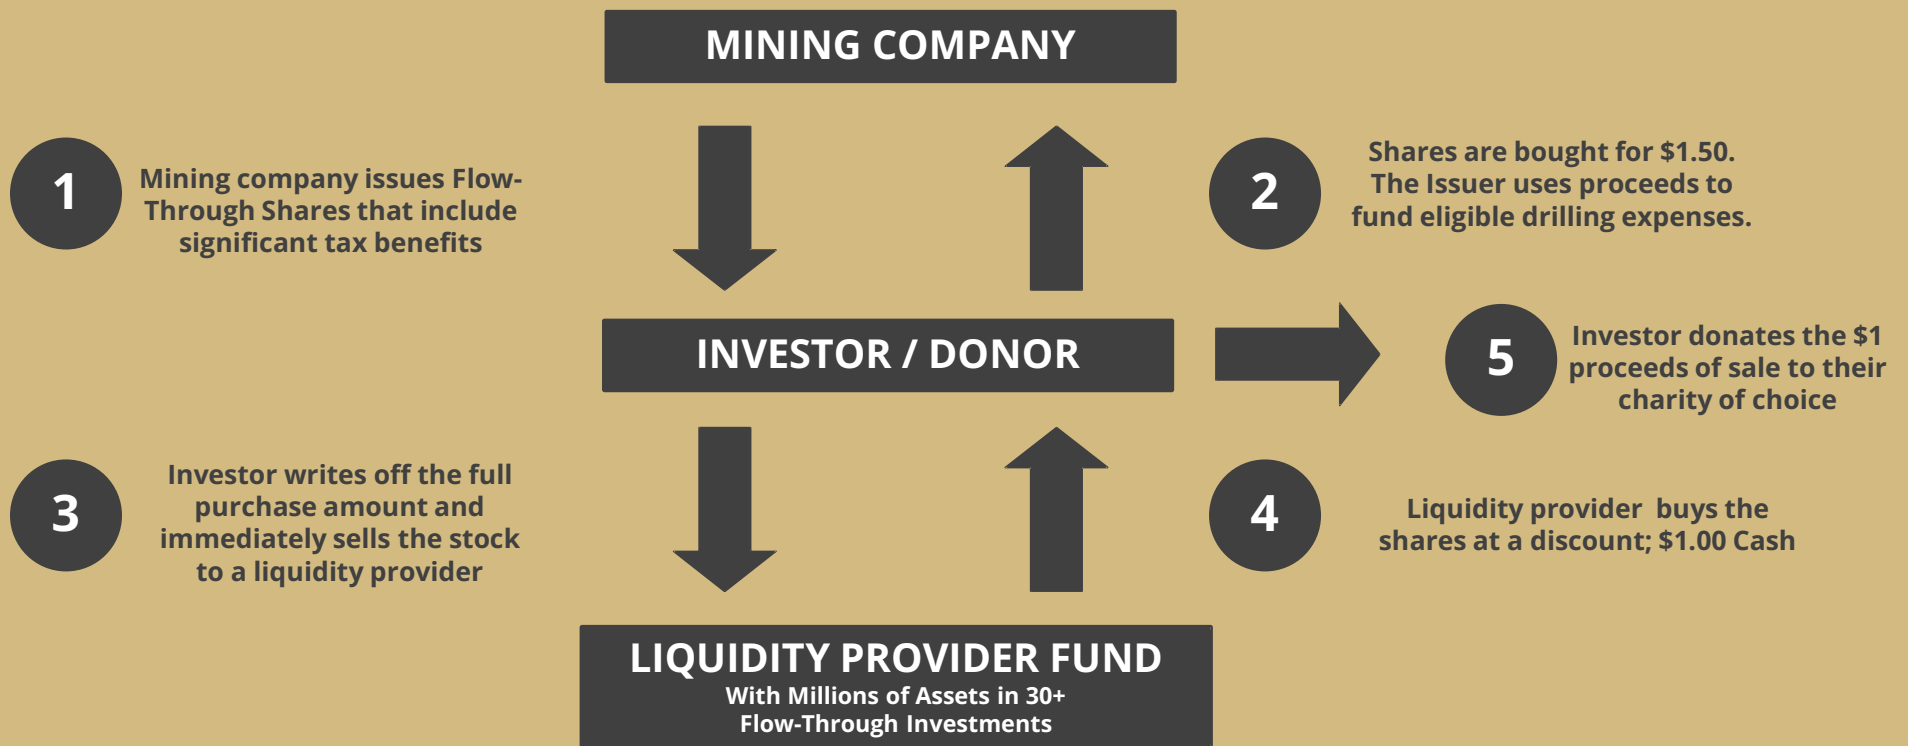 MINING COMPANY
1
Mining company issues Flow-
Through Shares that include
significant tax benefits
2
Shares are bought for $1.50.
The Issuer uses proceeds to
fund eligible drilling expenses.
INVESTOR / DONOR
5
Investor donates the $1
proceeds of sale to their
charity of choice
3
Investor writes off the full
purchase amount and
immediately sells the stock
to a liquidity provider
4
Liquidity provider  buys the
shares at a discount; $1.00 Cash
LIQUIDITY PROVIDER FUND
With Millions of Assets in 30+
Flow-Through Investments